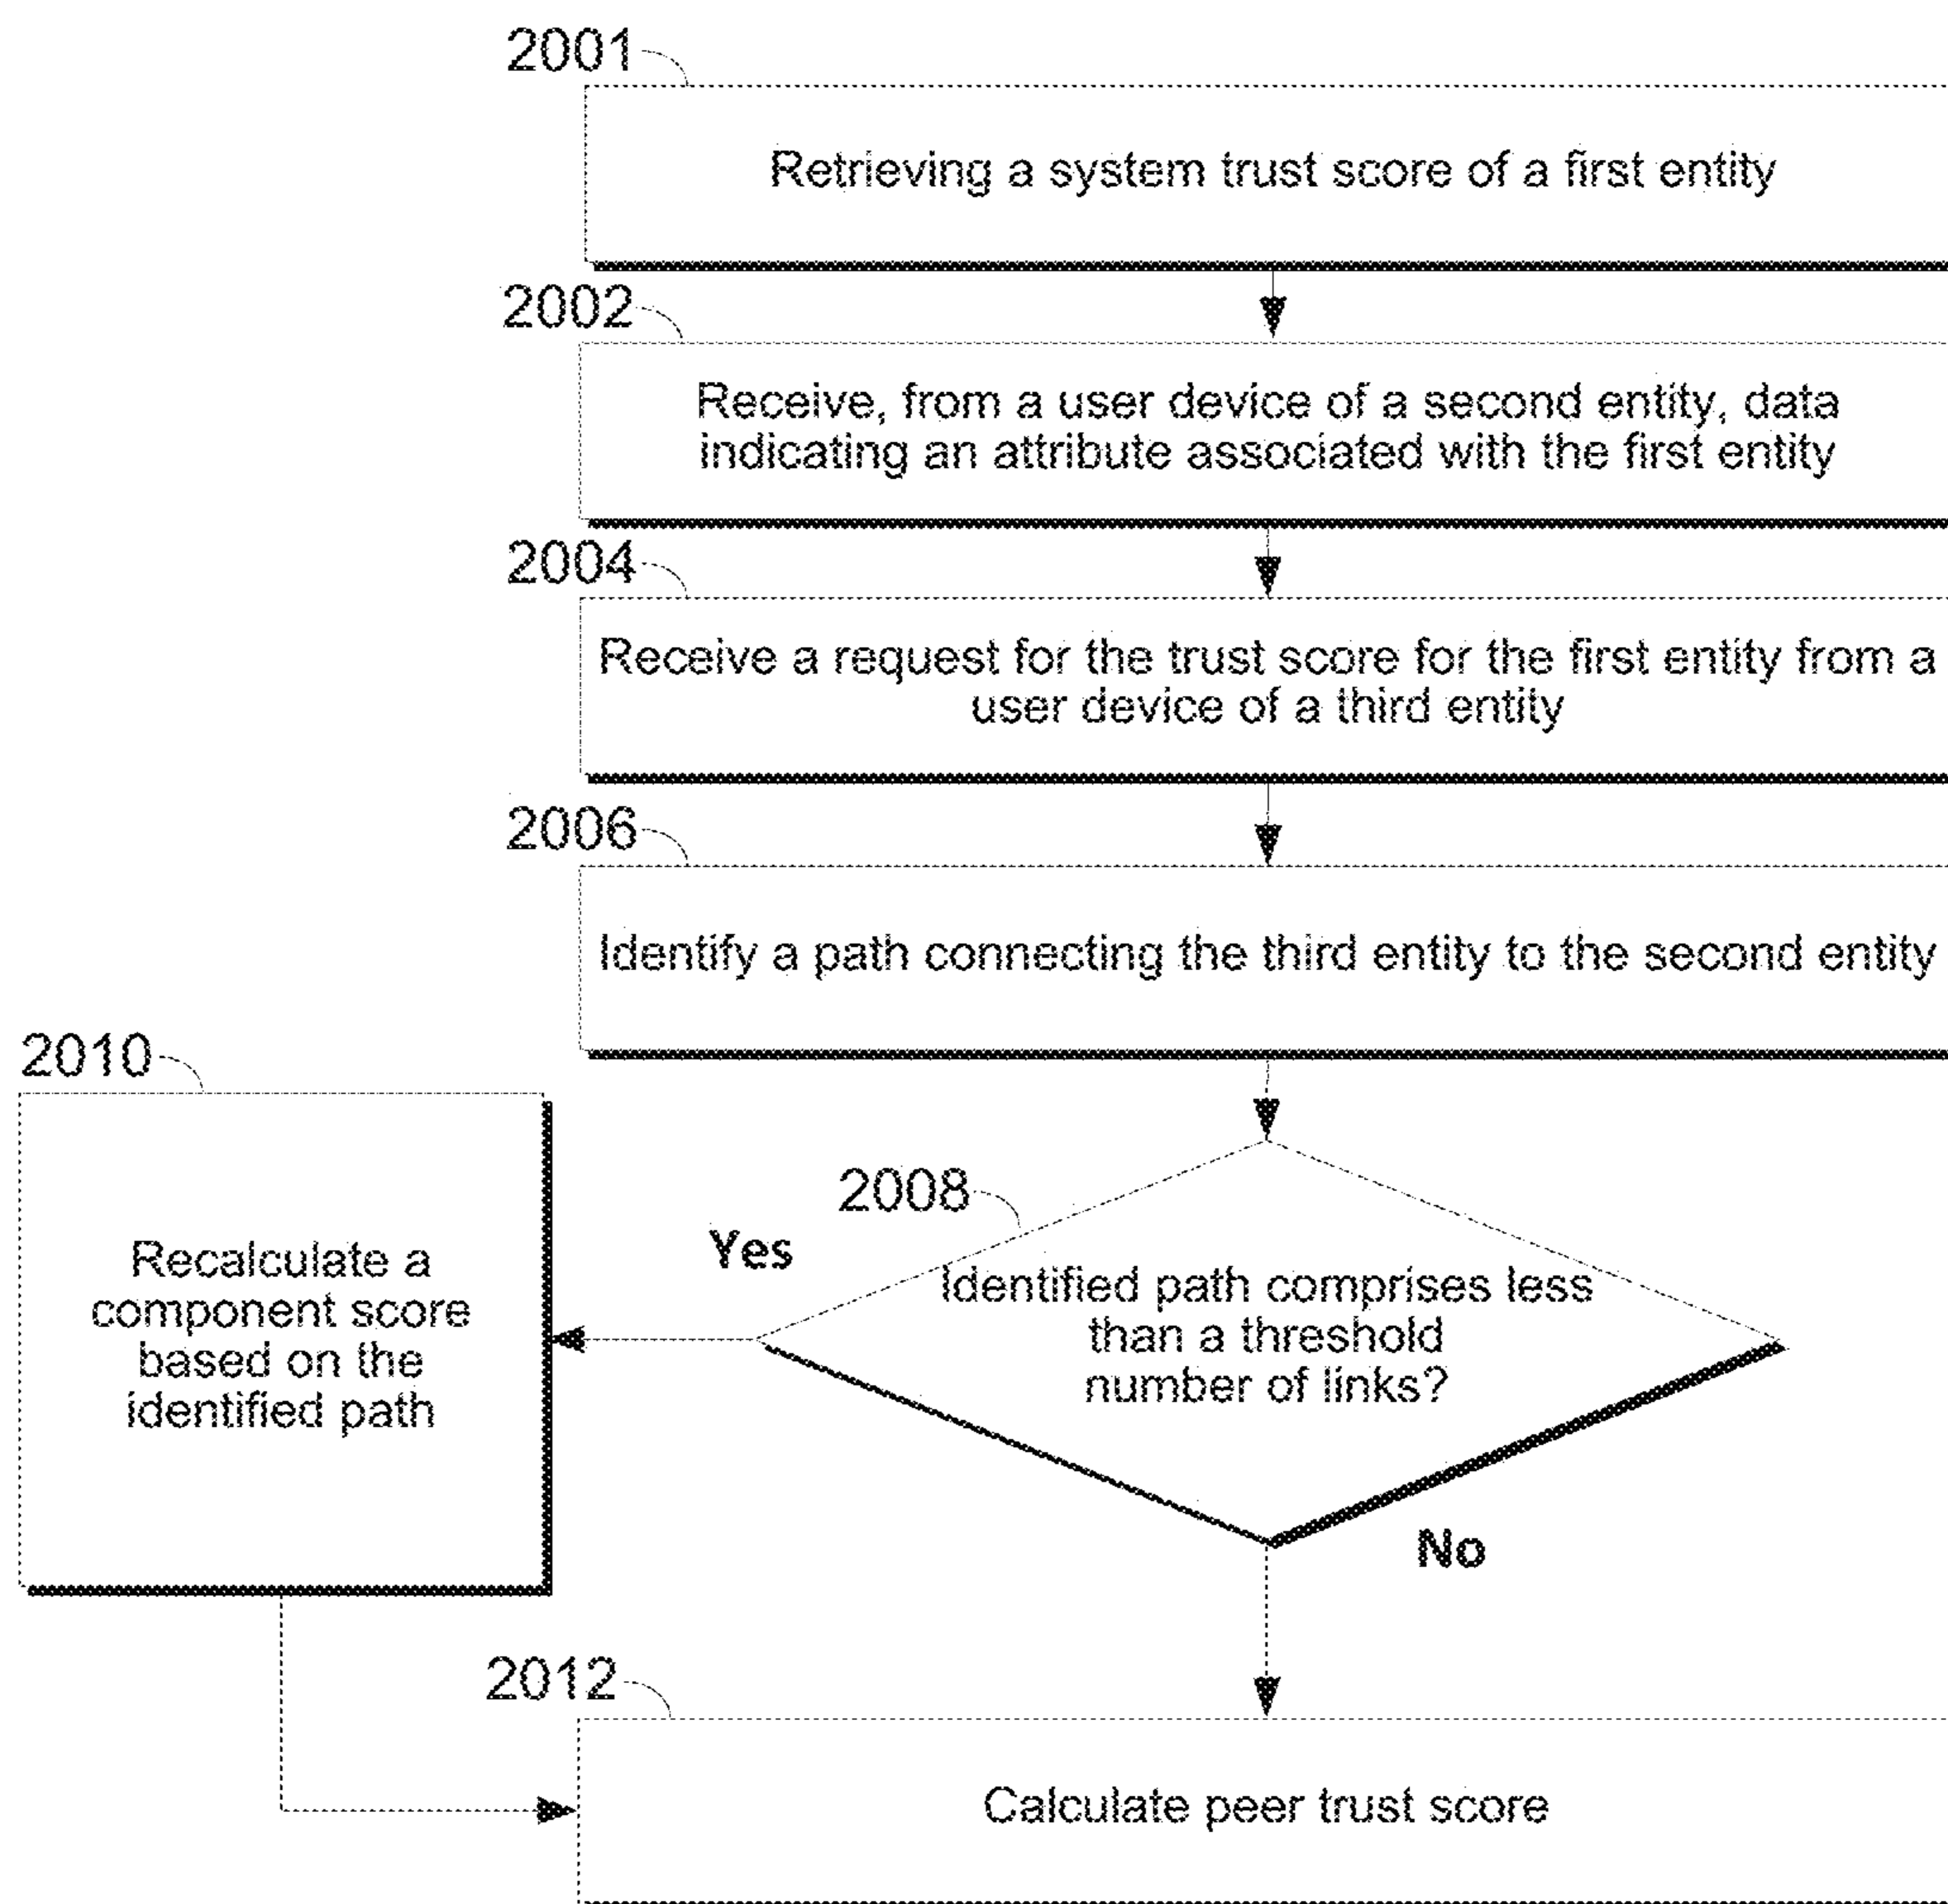 2001
Retrieving a system trust score of a first entity
2002
Receive, from a user device of a second entity, data
indicating an attribute associated with the first entity
2004
Receive a request for the trust score for the first entity from a
user device of a third entity
2006
Identify a path connecting the third entity to the second entity
2008
Identified path comprises less
than a threshold
number of links?
Yes
No
2010
Recalculate a
component score
based on the
identified path
2012
Calculate peer trust score